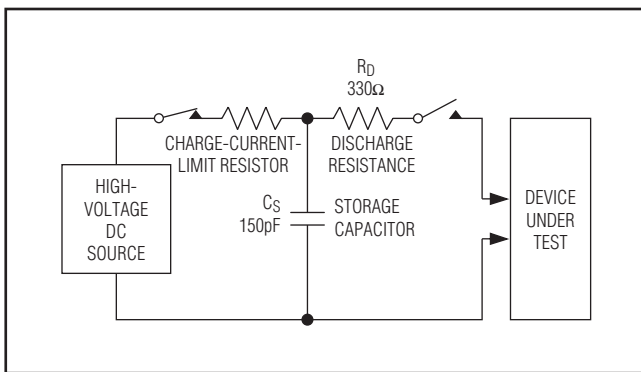 R_D
330Ω
CHARGE-CURRENT-
LIMIT RESISTOR
DISCHARGE
RESISTANCE
HIGH-
VOLTAGE
DC
SOURCE
C_S
150pF
STORAGE
CAPACITOR
DEVICE
UNDER
TEST